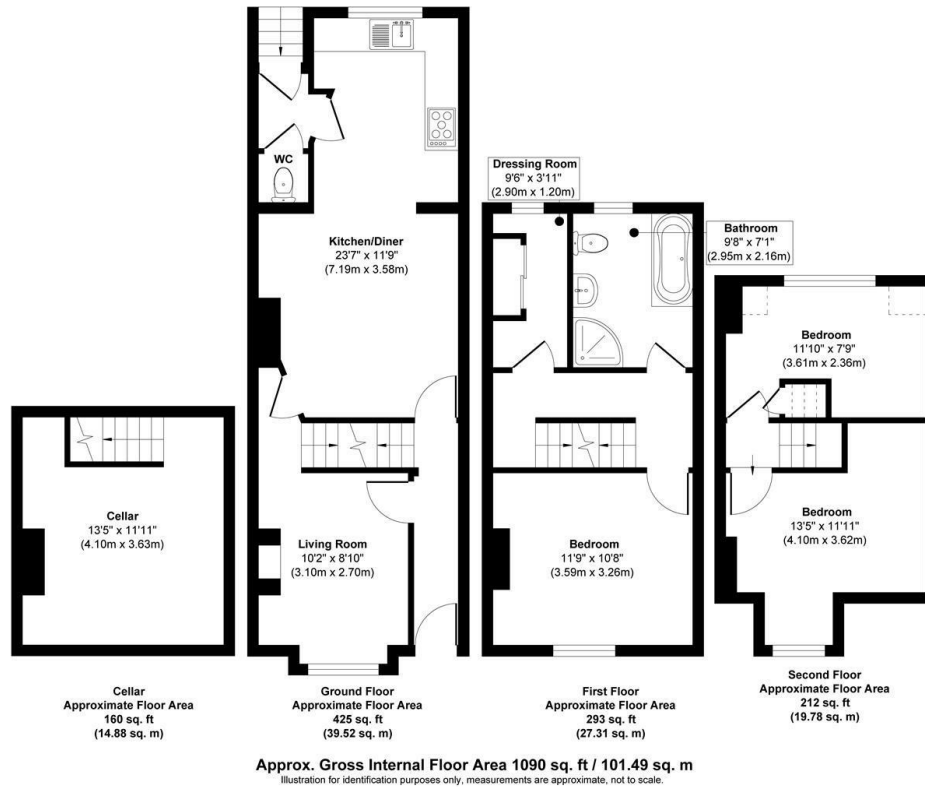 WC
Dressing Room
9'6" x 3'11"
(2.90m x 1.20m)
Bathroom
9'8" x 7'1"
(2.95m x 2.16m)
Kitchen/Diner
23'7" x 11'9"
(7.19m x 3.58m)
Bedroom
11'10" x 7'9"
(3.61m x 2.36m)
Cellar
13'5" x 11'11"
(4.10m x 3.63m)
Living Room
10'2" x 8'10"
(3.10m x 2.70m)
Bedroom
11'9" x 10'8"
(3.59m x 3.26m)
Bedroom
13'5" x 11'11"
(4.10m x 3.62m)
Cellar
Approximate Floor Area
160 sq. ft
(14.88 sq. m)
Ground Floor
Approximate Floor Area
425 sq. ft
(39.52 sq. m)
First Floor
Approximate Floor Area
293 sq. ft
(27.31 sq. m)
Second Floor
Approximate Floor Area
212 sq. ft
(19.78 sq. m)
Approx. Gross Internal Floor Area 1090 sq. ft / 101.49 sq. m
Illustration for identification purposes only, measurements are approximate, not to scale.